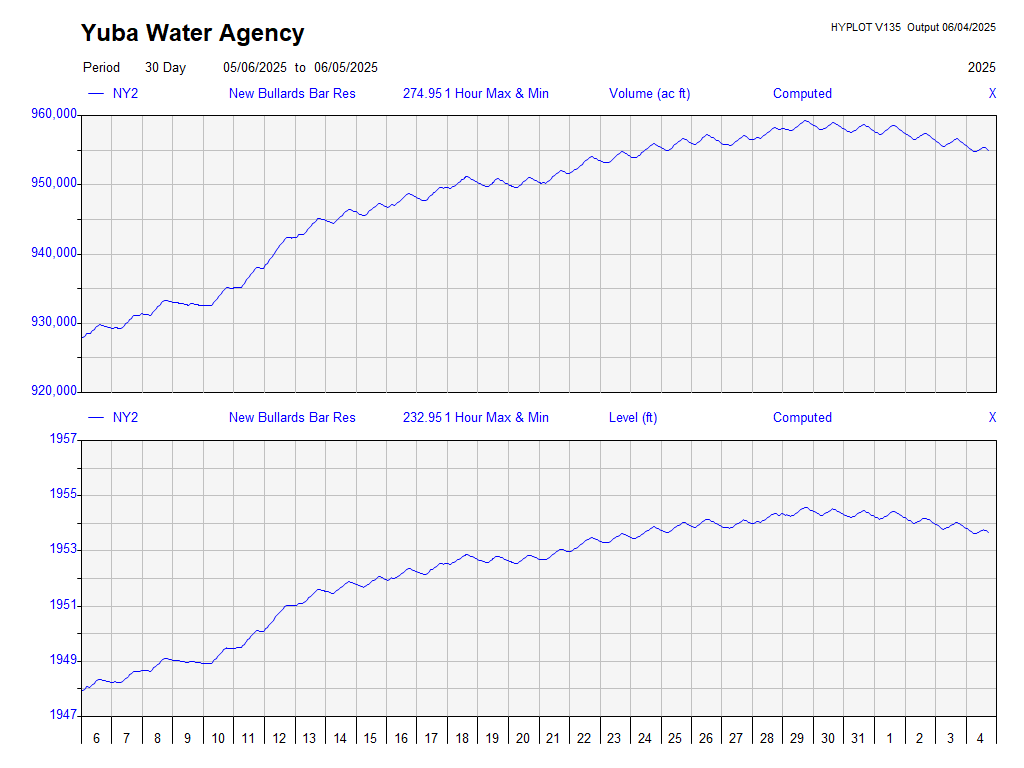 Yuba Water Agency
HYPLOT V135 Output 06/04/2025
Period 30 Day 05/06/2025 to 06/05/2025 2025
NY2 New Bullards Bar Res 274.95 1 Hour Max & Min Volume (ac ft) Computed X
960,000
950,000
940,000
930,000
920,000
NY2 New Bullards Bar Res 232.95 1 Hour Max & Min Level (ft) Computed X
1957
1955
1953
1951
1949
1947
6 7 8 9 10 11 12 13 14 15 16 17 18 19 20 21 22 23 24 25 26 27 28 29 30 31 1 2 3 4